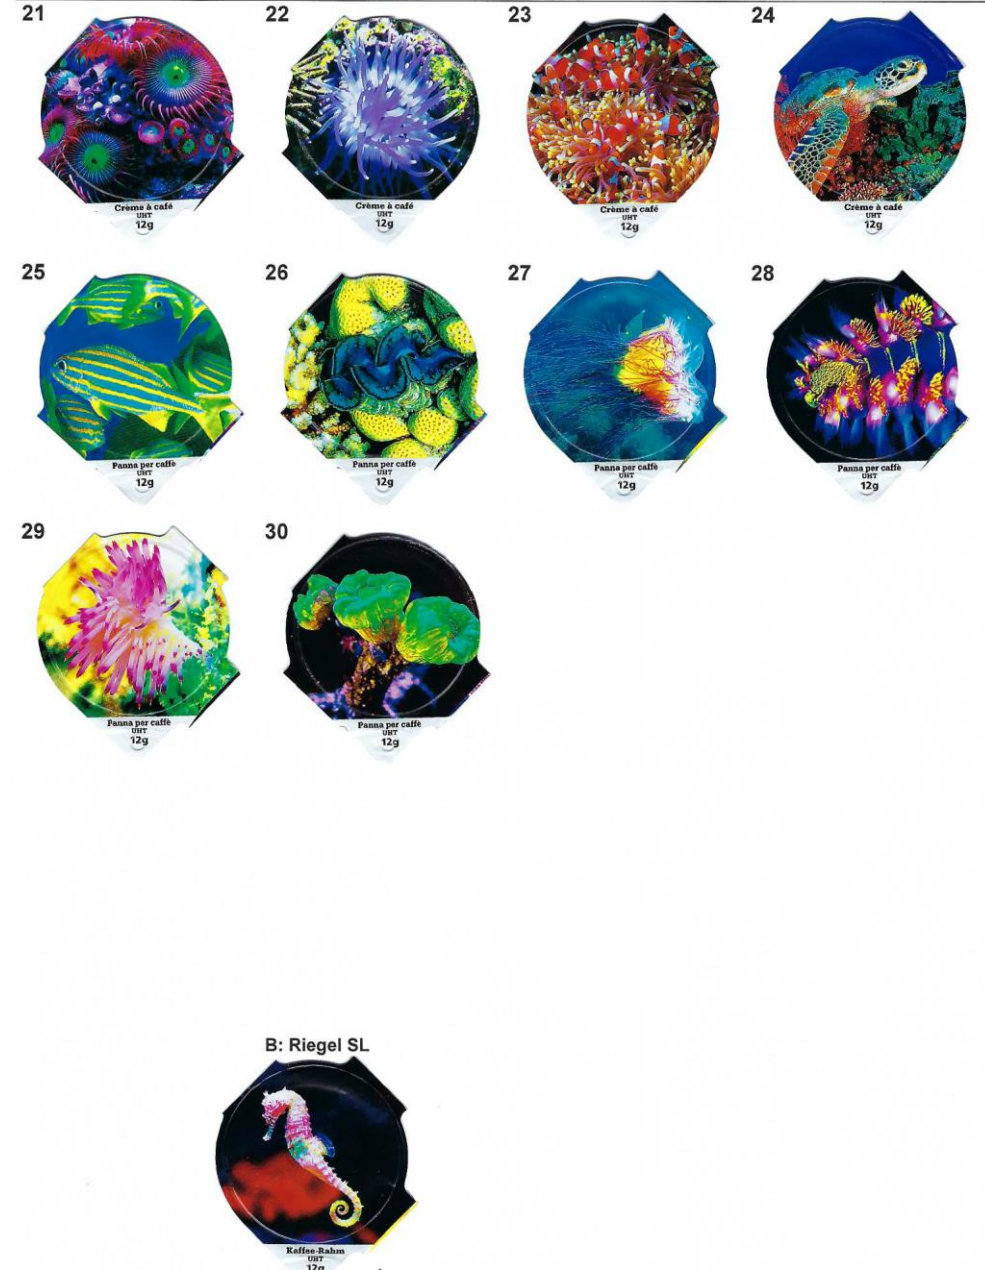 21
22
23
24
Crème à café
UHT
12g
Crème à café
UHT
12g
Crème à café
UHT
12g
Crème à café
UHT
12g
25
26
27
28
Panna per caffè
UHT
12g
Panna per caffè
UHT
12g
Panna per caffè
UHT
12g
Panna per caffè
UHT
12g
29
30
Panna per caffè
UHT
12g
Panna per caffè
UHT
12g
B: Riegel SL
Kaffee-Rahm
UHT
12g